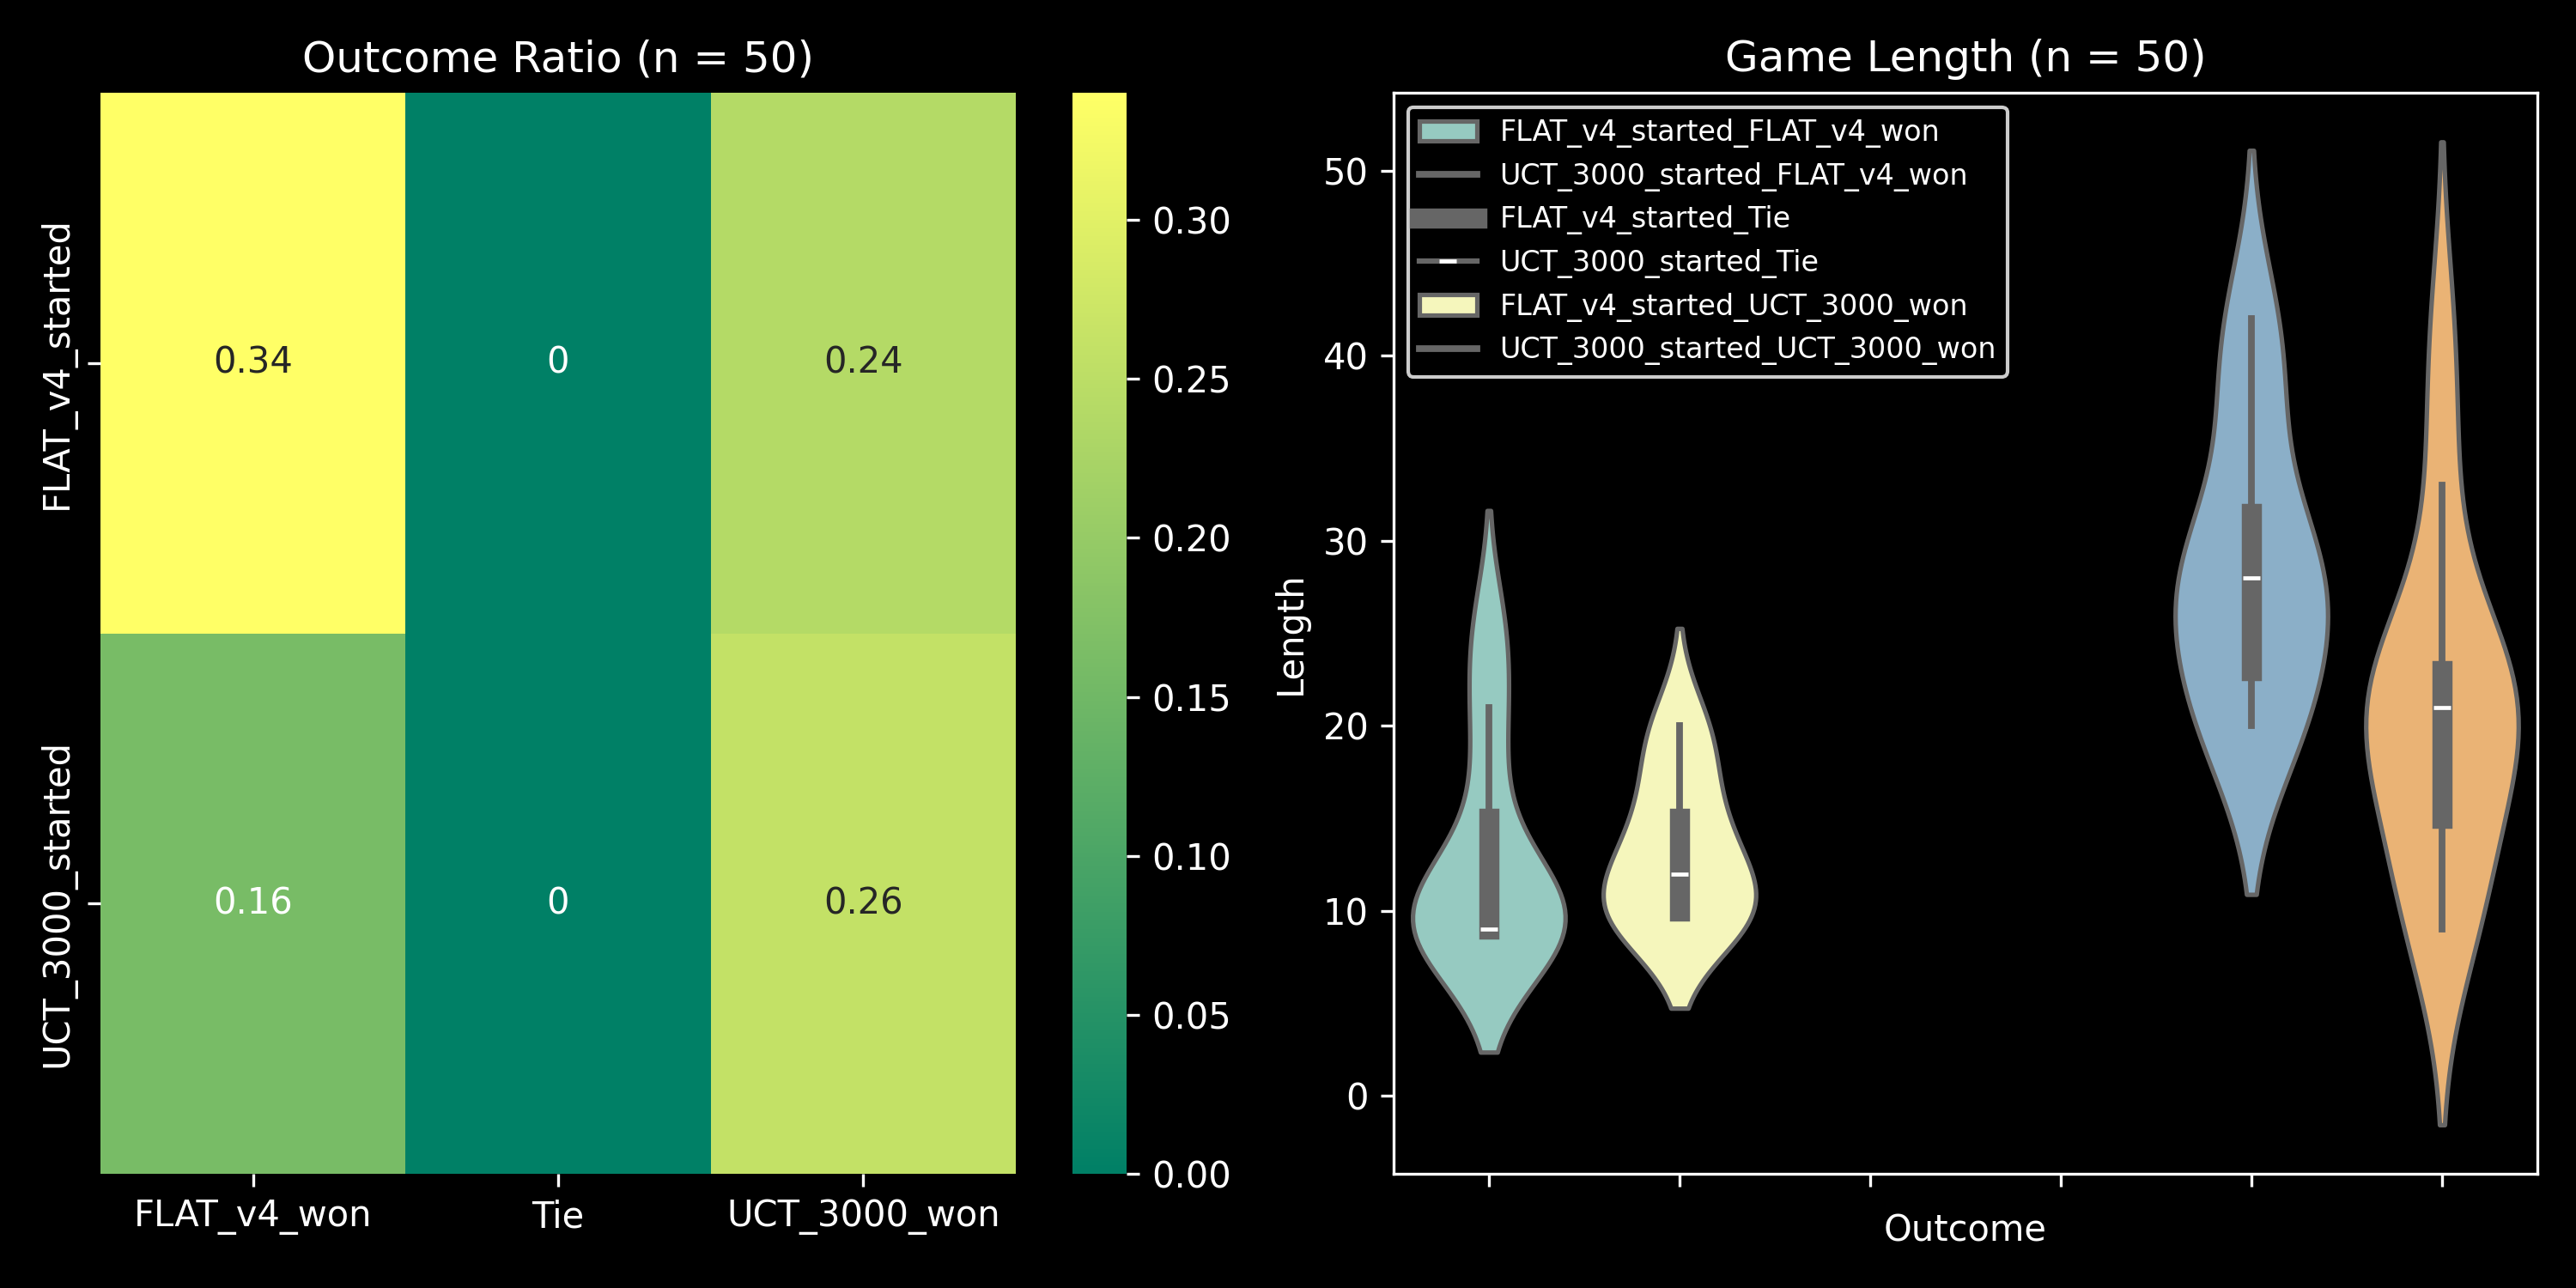 Outcome Ratio (n = 50)
FLAT_v4_started
UCT_3000_started
0.34
0
0.24
0.16
0
0.26
FLAT_v4_won
Tie
UCT_3000_won
0.30
0.25
0.20
0.15
0.10
0.05
0.00
Game Length (n = 50)
Length
50
40
30
20
10
0
FLAT_v4_started_FLAT_v4_won
UCT_3000_started_FLAT_v4_won
FLAT_v4_started_Tie
UCT_3000_started_Tie
FLAT_v4_started_UCT_3000_won
UCT_3000_started_UCT_3000_won
Outcome